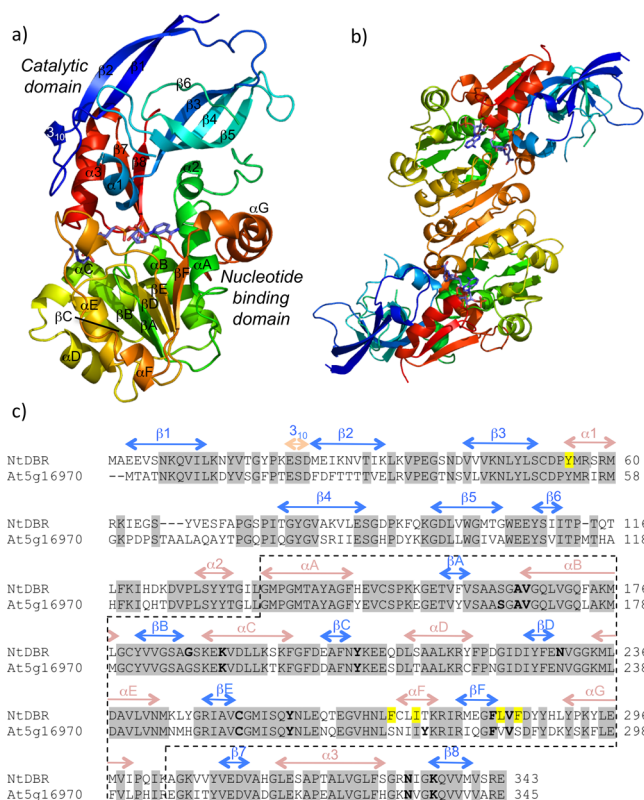 a)
b)
Catalytic
domain
β2
β1
β6
β3
β4
β5
3₁₀
β7
β8
α3
α1
α2
αG
αC
αB
βF
αA
Nucleotide
binding
domain
αE
βE
βD
βC
βB
βA
αD
αF
c)
β1 3₁₀ β2 β3 α1
NtDBR MAEEVSNKQVILKNYVTGYPKESDMEIKNVTIKLKVPEGSNDVVVKNLYLSCDPYMRSRM 60
At5g16970 --MTATNKQVILKDYVSGFPTESDFDFTTTTVELRVPEGTNSVLVKNLYLSCDPYMRIRM 58
β4 β5 β6
NtDBR RKIEGS---YVESFAPGSPITGYGVAKVLESGDPKFQKGDLVWGMTGWEEYSIITP-TQT 116
At5g16970 GKPDPSTAALAQAYTPGQPIQGYGVSRIIESGHPDYKKGDLLWGIVAWEEYSVITPMTHA 118
α2 αA βA αB
NtDBR LFKIHDKDVPLSYYTGILGMPGMTAYAGFHEVCSPKKGETVFVSAASGAVGQLVGQFAKM 176
At5g16970 HFKIQHTDVPLSYYTGLLGMPGMTAYAGFYEVCSPKEGETVYVSAASGAVGQLVGQLAKM 178
βB αC βC αD βD
NtDBR LGCYVVGSAGSKEKVDLLKSKFGFDEAFNYKEEQDLSAALKRYFPDGIDIYFENVGGKML 236
At5g16970 MGCYVVGSAGSKEKVDLLKTKFGFDDAFNYKEESDLTAALKRCFPNGIDIYFENVGGKML 238
αE βE αF βF αG
NtDBR DAVLVNMKLYGRIAVCGMISQYNLEQTEGVHNLFCLITKRIRMEGFLVFDYYHLYPKYLE 296
At5g16970 DAVLVNMNMHGRIAVCGMISQYNLENQEGVHNLSNIIYKRIRIQGFVVSDFYDKYSKFLE 298
β7 α3 β8
NtDBR MVIPQIKAGKVVYVEDVAHGLESAPTALVGLFSGRNIGKQVVMVSRE 343
At5g16970 FVLPHIREGKITYVEDVADGLEKAPEALVGLFHGKNVGKQVVVVARE 345